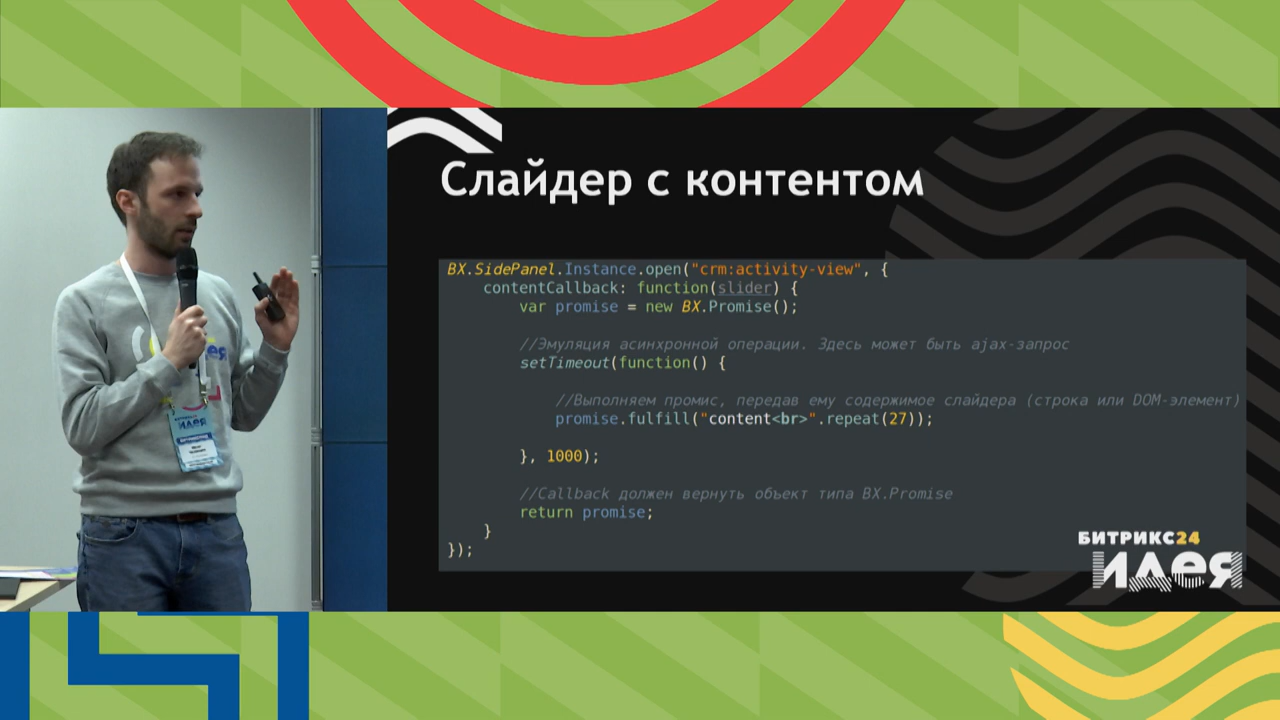 Слайдер с контентом
BX.SidePanel.Instance.open("crm:activity-view", {
contentCallback: function(slider) {
var promise = new BX.Promise();
//Эмуляция асинхронной операции. Здесь может быть ajax-запрос
setTimeout(function() {
//Выполняем промис, передав ему содержимое слайдера (строка или DOM-элемент)
promise.fulfill("content<br>".repeat(27));
}, 1000);
//Callback должен вернуть объект типа BX.Promise
return promise;
}
});
БИТРИКС24
ИДЕЯ
ИДЕЯ